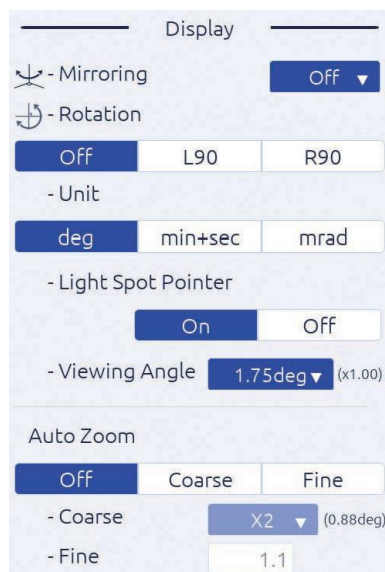 Display
- Mirroring Off ▼
- Rotation
Off L90 R90
- Unit
deg min+sec mrad
- Light Spot Pointer
On Off
- Viewing Angle 1.75deg▼ (x1.00)
Auto Zoom
Off Coarse Fine
- Coarse X2 ▼ (0.88deg)
- Fine 1.1